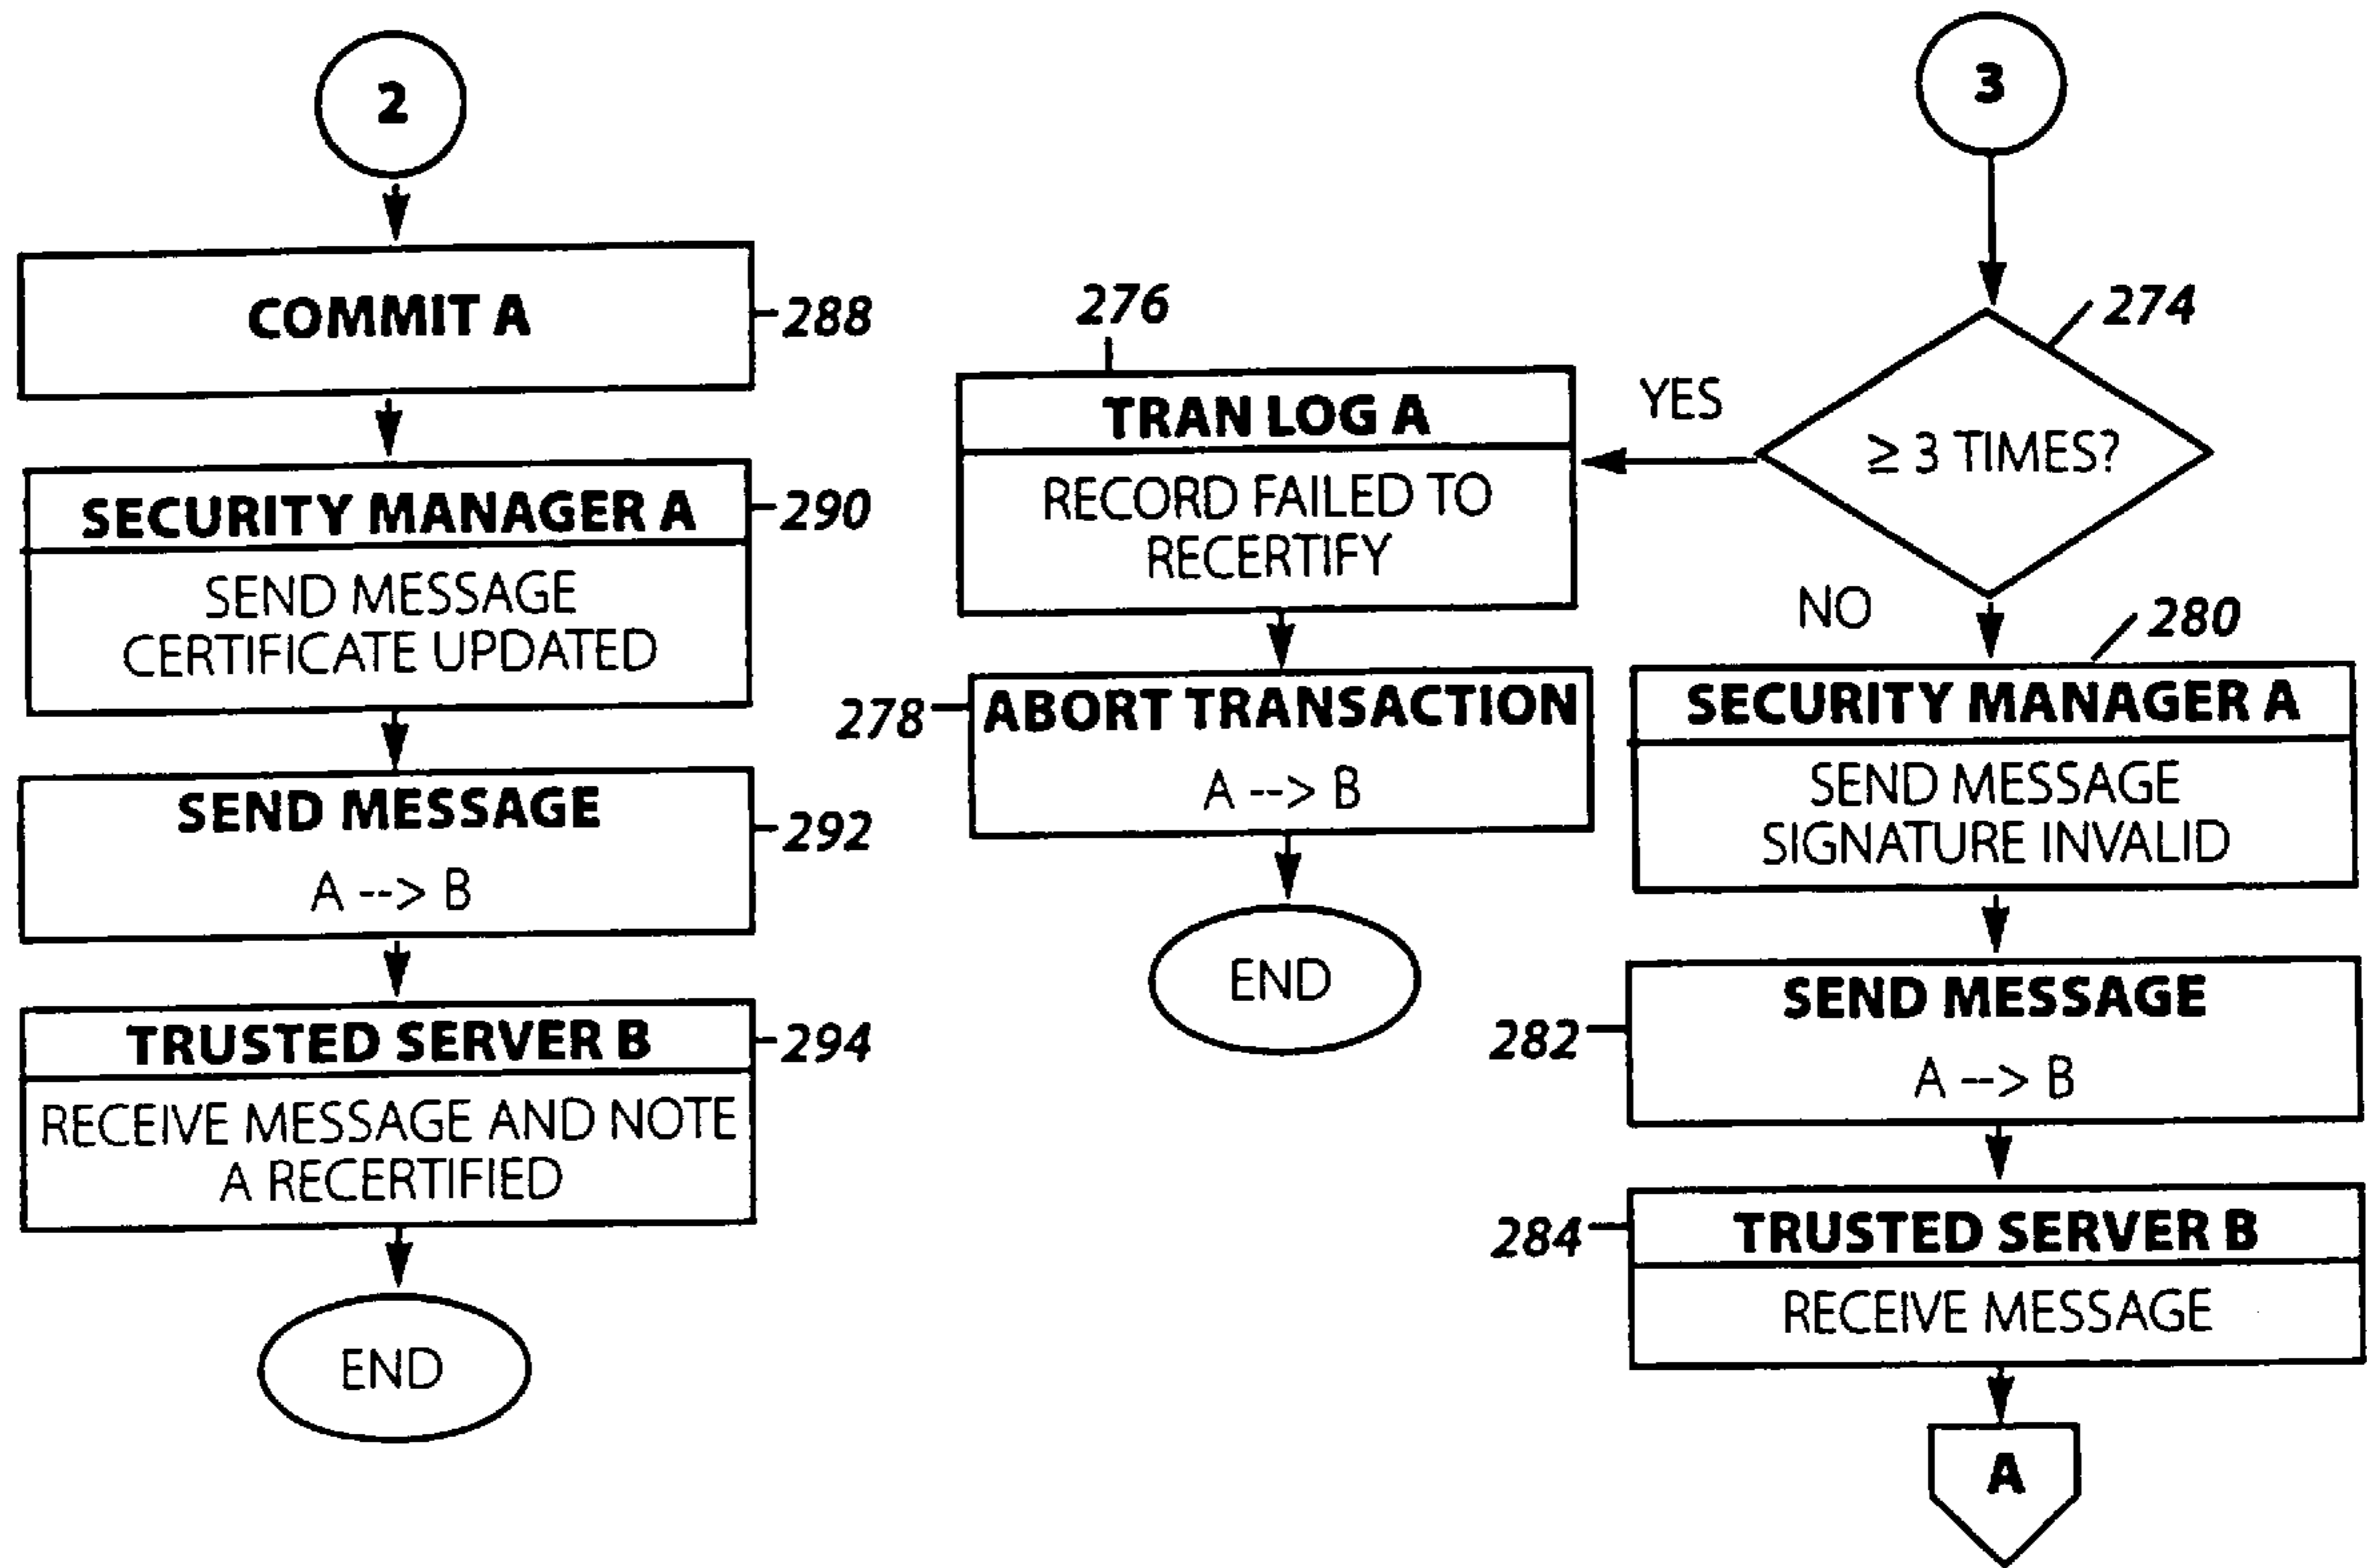 2
COMMIT A
288
SECURITY MANAGER A
290
SEND MESSAGE
CERTIFICATE UPDATED
SEND MESSAGE
A --> B
292
TRUSTED SERVER B
294
RECEIVE MESSAGE AND NOTE
A RECERTIFIED
END
3
274
≥ 3 TIMES?
YES
276
TRAN LOG A
RECORD FAILED TO
RECERTIFY
278
ABORT TRANSACTION
A --> B
END
NO
280
SECURITY MANAGER A
SEND MESSAGE
SIGNATURE INVALID
SEND MESSAGE
282
A --> B
284
TRUSTED SERVER B
RECEIVE MESSAGE
A